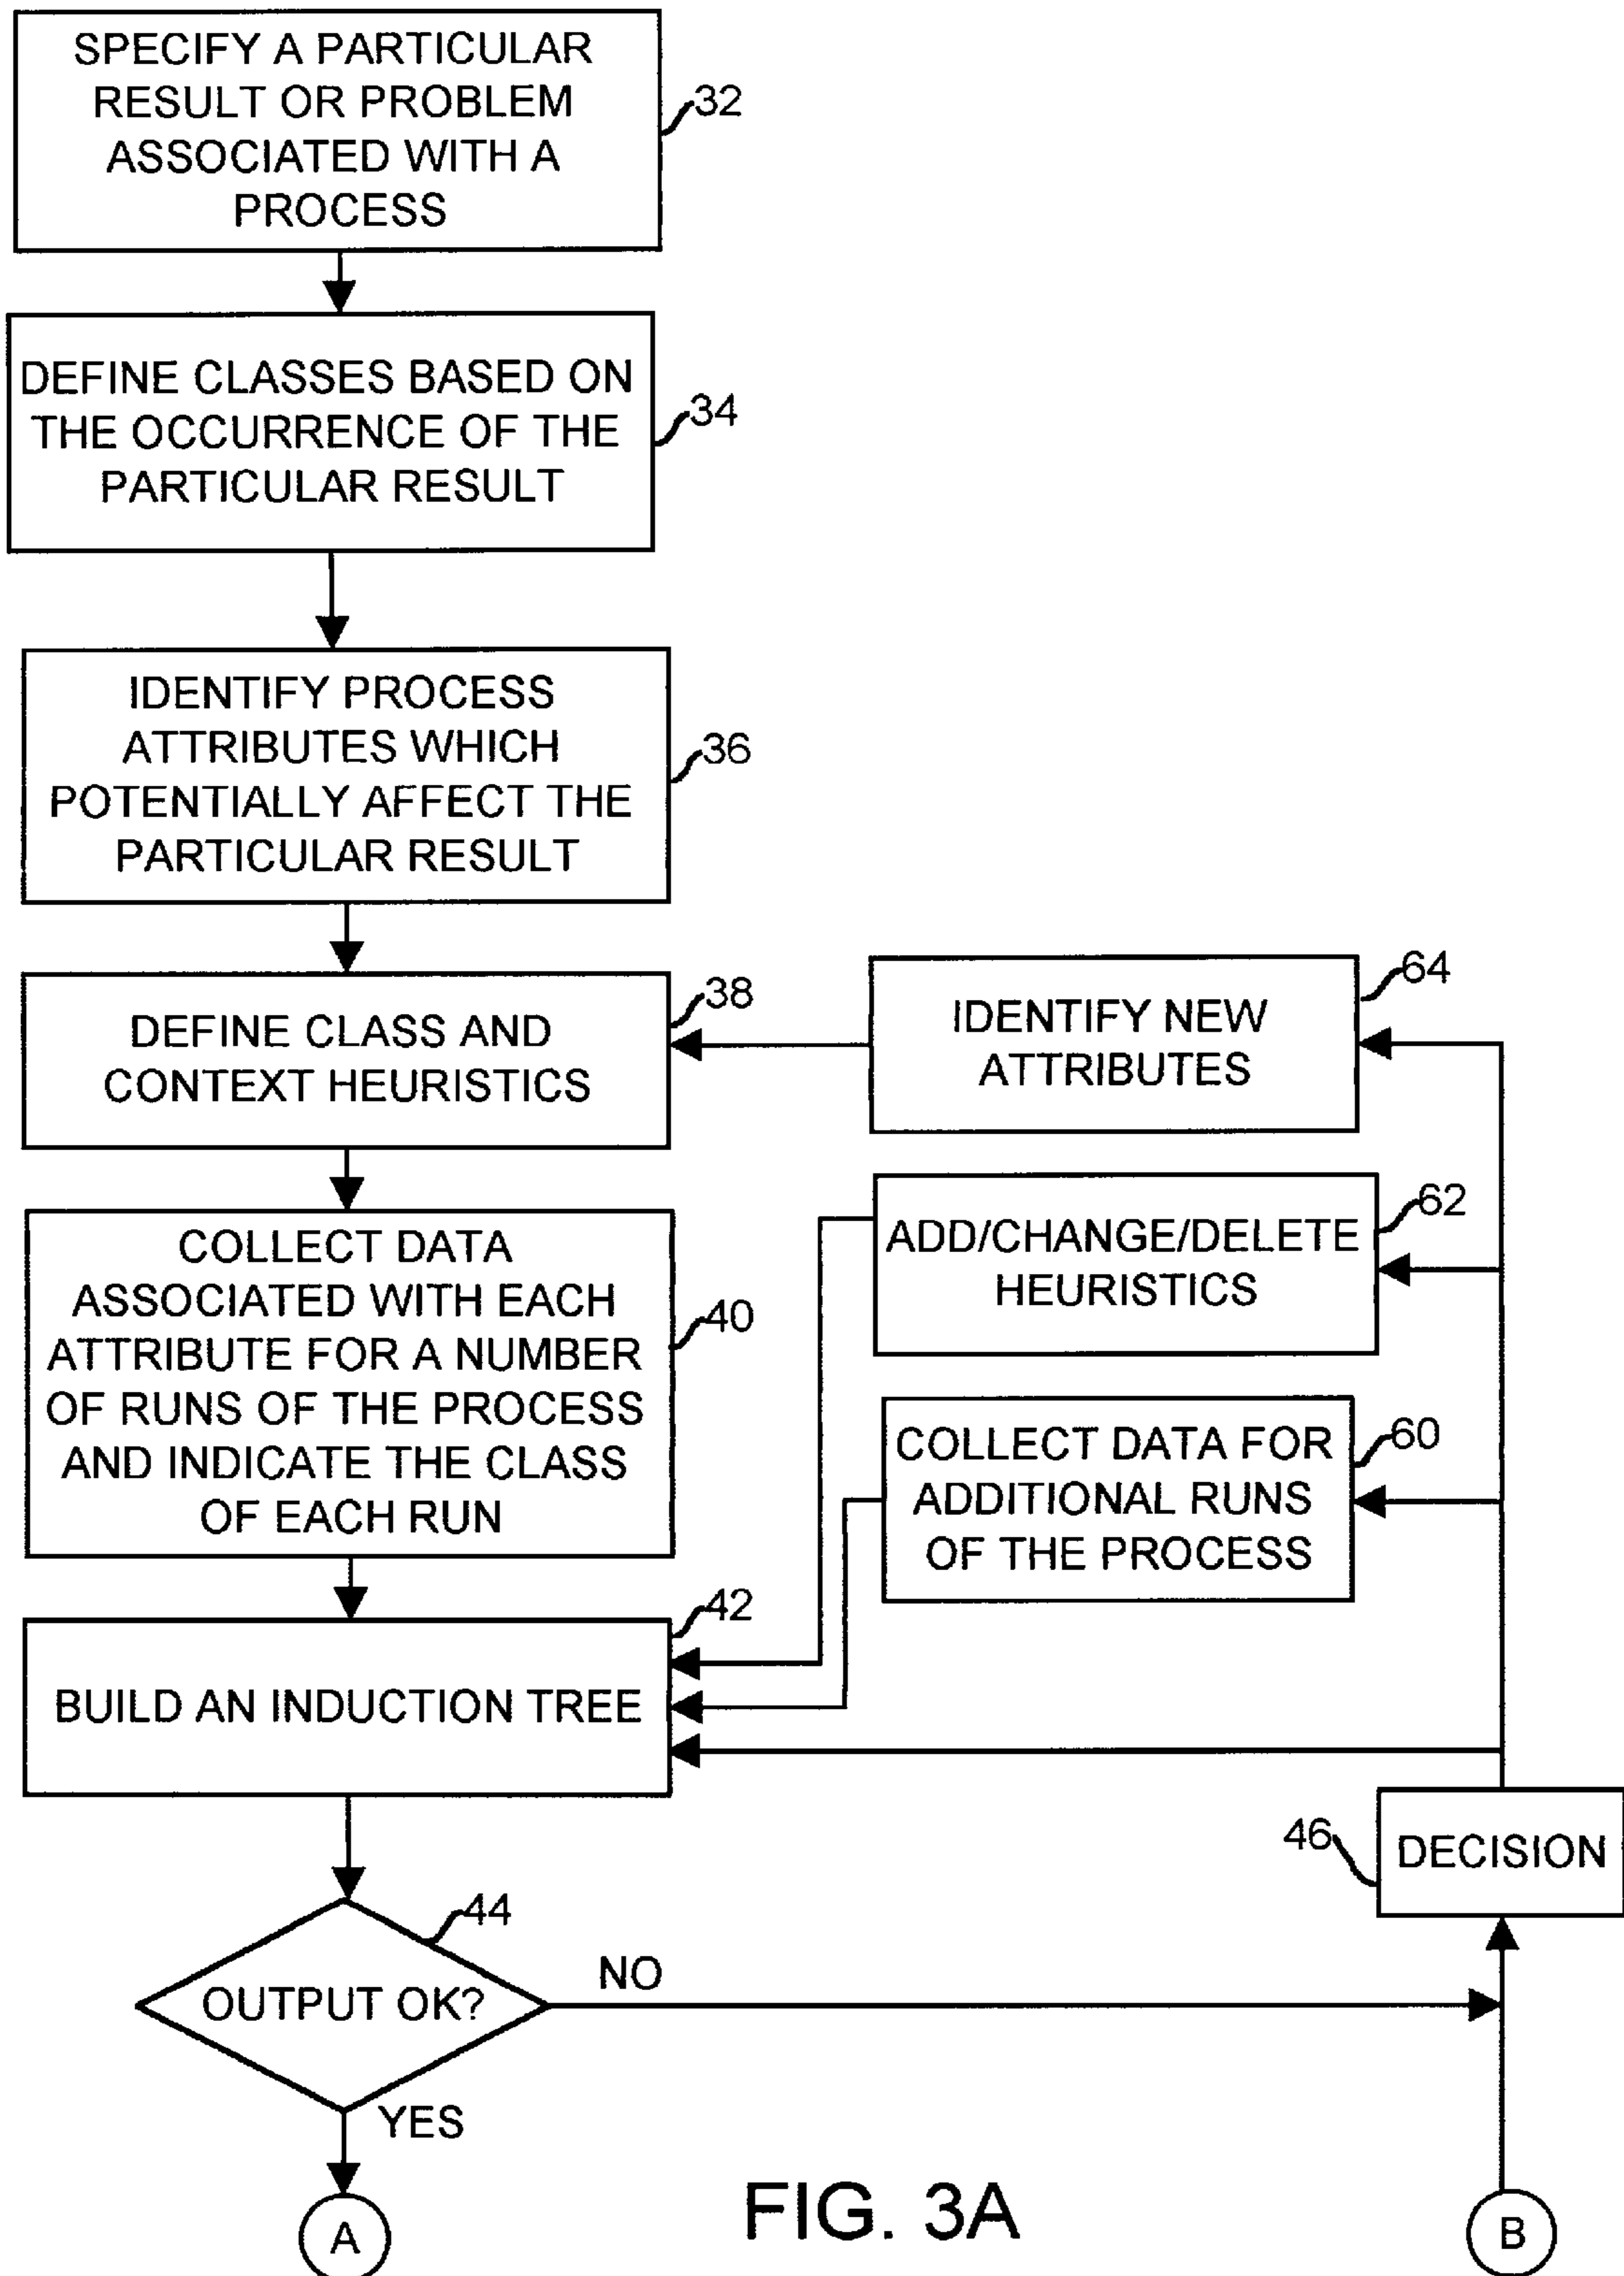 SPECIFY A PARTICULAR
RESULT OR PROBLEM
ASSOCIATED WITH A
PROCESS
32
DEFINE CLASSES BASED ON
THE OCCURRENCE OF THE
PARTICULAR RESULT
34
IDENTIFY PROCESS
ATTRIBUTES WHICH
POTENTIALLY AFFECT THE
PARTICULAR RESULT
36
DEFINE CLASS AND
CONTEXT HEURISTICS
38
IDENTIFY NEW
ATTRIBUTES
64
ADD/CHANGE/DELETE
HEURISTICS
62
COLLECT DATA
ASSOCIATED WITH EACH
ATTRIBUTE FOR A NUMBER
OF RUNS OF THE PROCESS
AND INDICATE THE CLASS
OF EACH RUN
40
COLLECT DATA FOR
ADDITIONAL RUNS
OF THE PROCESS
60
BUILD AN INDUCTION TREE
42
46
DECISION
44
OUTPUT OK?
NO
YES
A
FIG. 3A
B